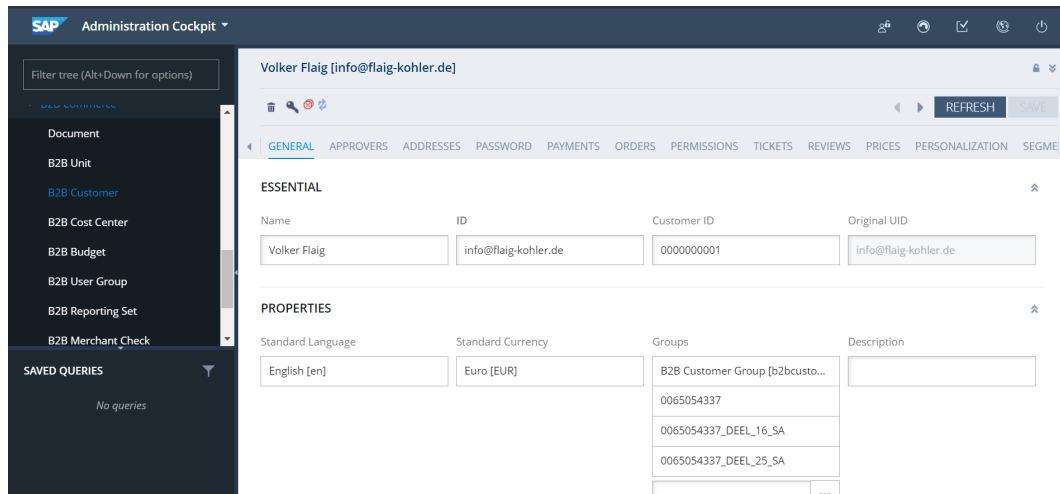 SAP Administration Cockpit
Filter tree (Alt+Down for options)
B2B Commerce
Document
B2B Unit
B2B Customer
B2B Cost Center
B2B Budget
B2B User Group
B2B Reporting Set
B2B Merchant Check
SAVED QUERIES
No queries
Volker Flaig [info@flaig-kohler.de]
REFRESH SAVE
GENERAL APPROVERS ADDRESSES PASSWORD PAYMENTS ORDERS PERMISSIONS TICKETS REVIEWS PRICES PERSONALIZATION SEGME
ESSENTIAL
Name ID Customer ID Original UID
Volker Flaig info@flaig-kohler.de 0000000001 info@flaig-kohler.de
PROPERTIES
Standard Language Standard Currency Groups Description
English [en] Euro [EUR] B2B Customer Group [b2bcusto...
0065054337
0065054337_DEEL_16_SA
0065054337_DEEL_25_SA
...